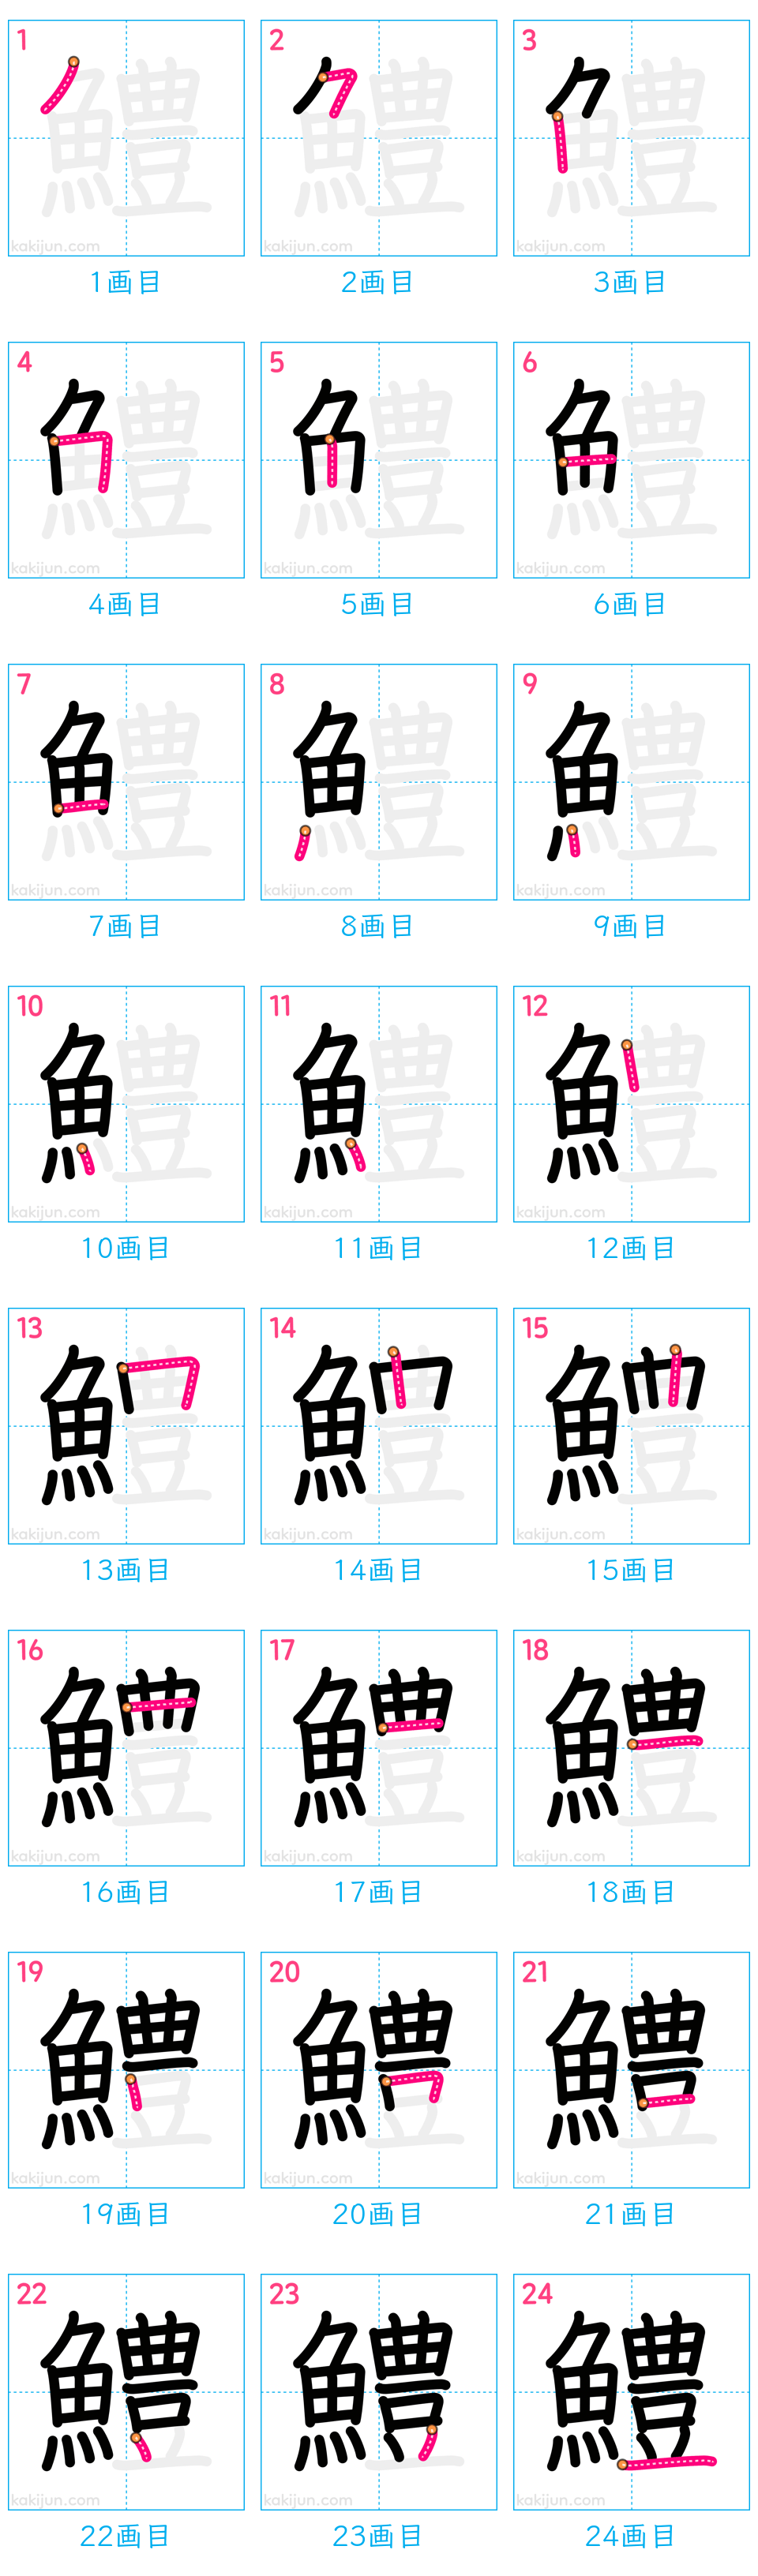 1 2 3
kakijun.com kakijun.com kakijun.com
1画目 2画目 3画目
4 5 6
kakijun.com kakijun.com kakijun.com
4画目 5画目 6画目
7 8 9
kakijun.com kakijun.com kakijun.com
7画目 8画目 9画目
10 11 12
kakijun.com kakijun.com kakijun.com
10画目 11画目 12画目
13 14 15
kakijun.com kakijun.com kakijun.com
13画目 14画目 15画目
16 17 18
kakijun.com kakijun.com kakijun.com
16画目 17画目 18画目
19 20 21
kakijun.com kakijun.com kakijun.com
19画目 20画目 21画目
22 23 24
鱧
kakijun.com kakijun.com kakijun.com
22画目 23画目 24画目